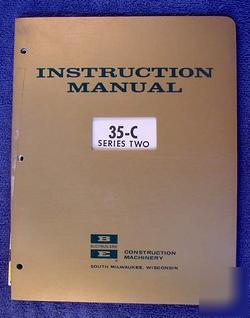 INSTRUCTION
MANUAL
35-C
SERIES TWO
B
BUCYRUS-ERIE
E
CONSTRUCTION
MACHINERY
SOUTH MILWAUKEE, WISCONSIN